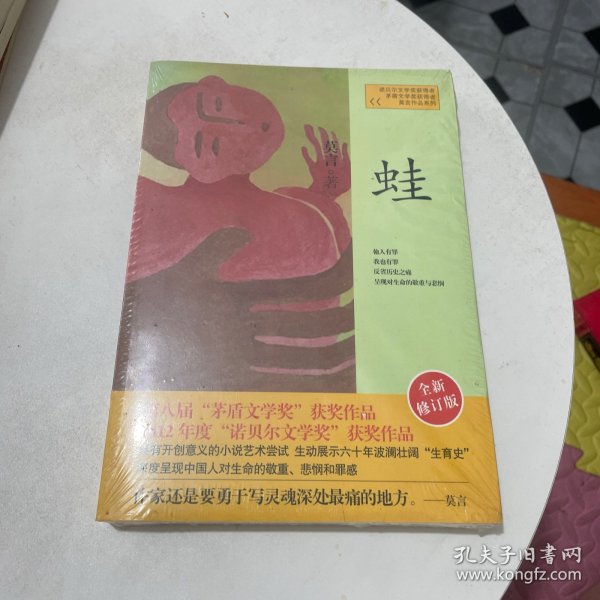 诺贝尔文学奖获得者
茅盾文学奖获得者
莫言作品系列
莫言◎著
蛙
他人有罪
我也有罪
反省历史之痛
呈现对生命的敬重与悲悯
全新
修订版
八届“茅盾文学奖”获奖作品
012年度“诺贝尔文学奖”获奖作品
有开创意义的小说艺术尝试 生动展示六十年波澜壮阔“生育史”
度呈现中国人对生命的敬重、悲悯和罪感
作家还是要勇于写灵魂深处最痛的地方。——莫言
孔夫子旧书网
www.kongfz.com